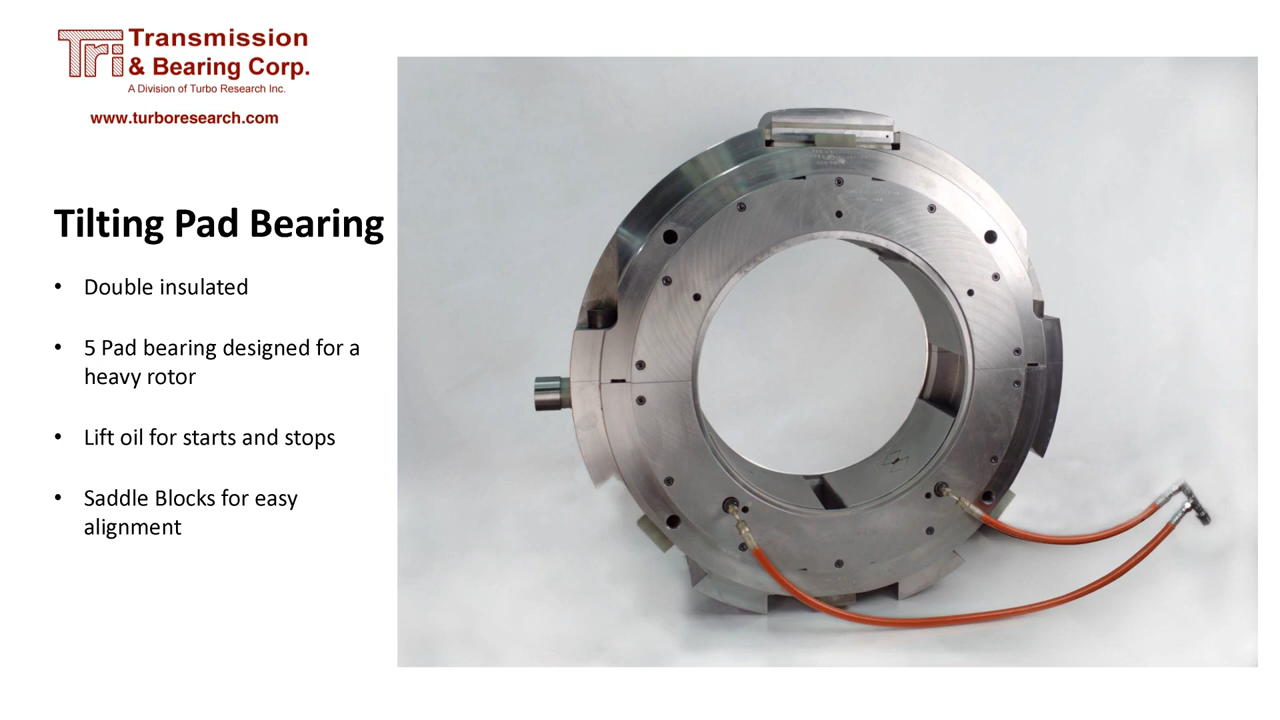 Tri
Transmission
& Bearing Corp.
A Division of Turbo Research Inc.
www.turboresearch.com
Tilting Pad Bearing
• Double insulated
• 5 Pad bearing designed for a
heavy rotor
• Lift oil for starts and stops
• Saddle Blocks for easy
alignment